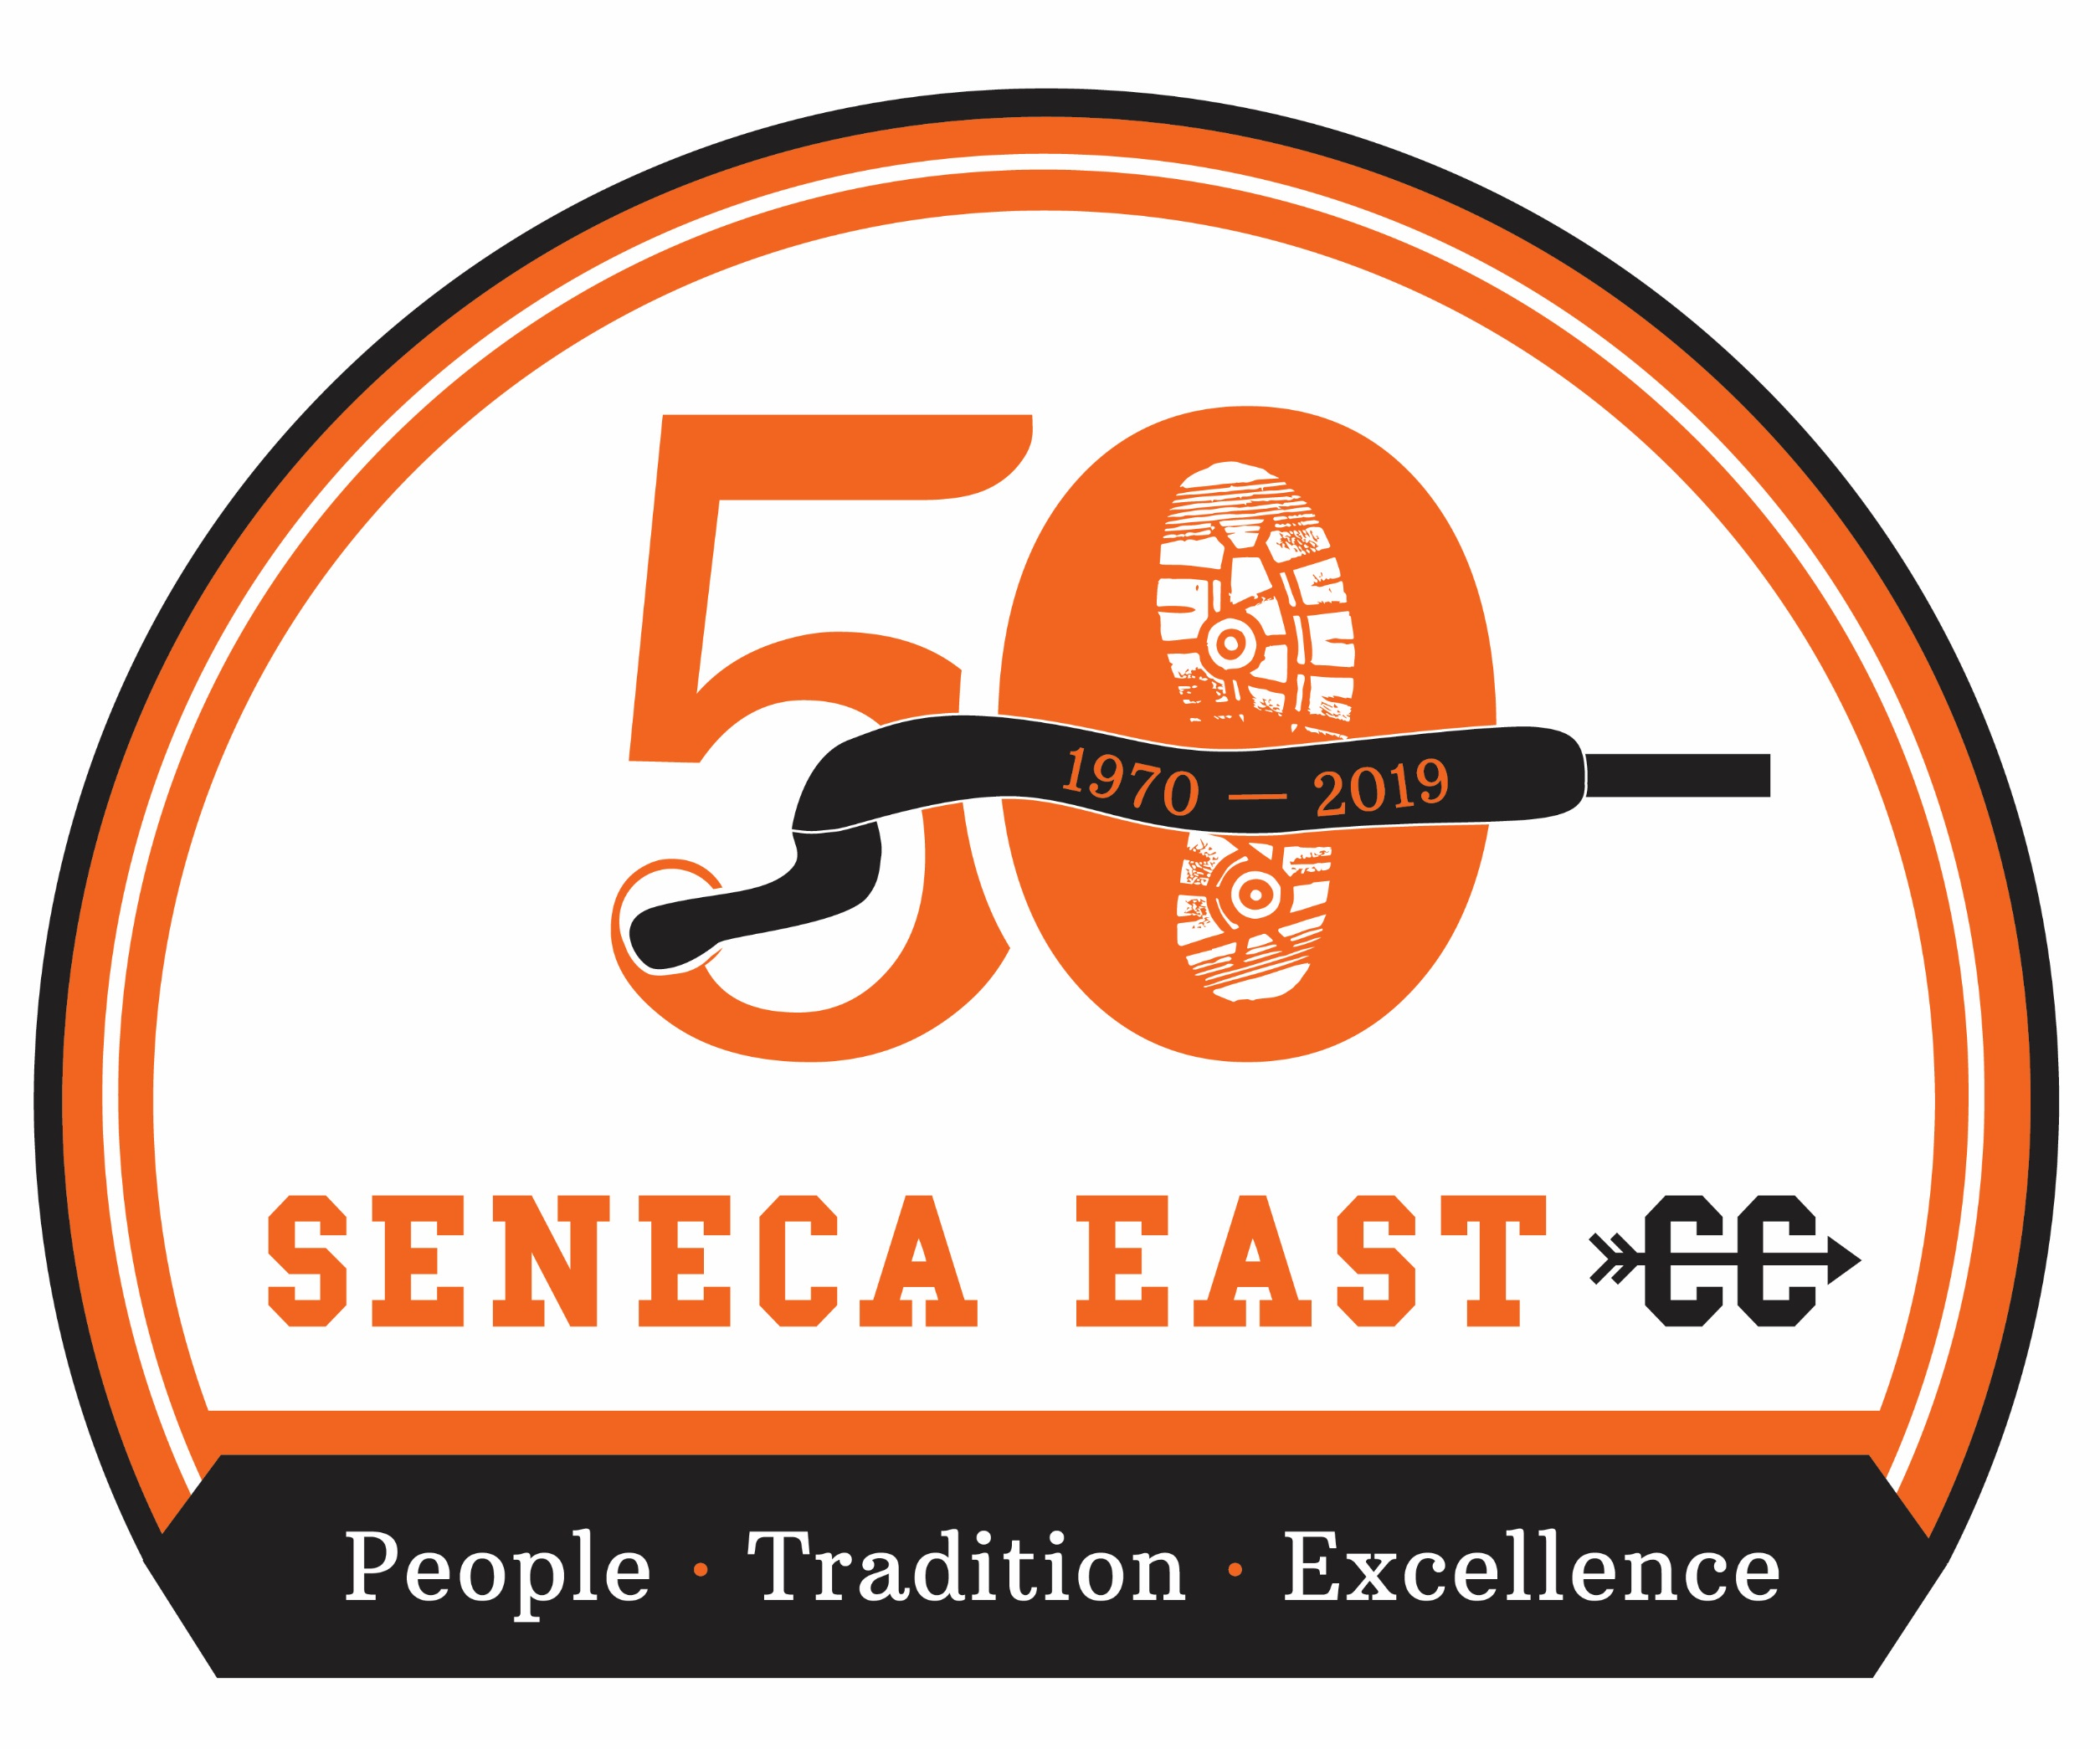 50
1970 — 2019
SENECA EAST CC
People · Tradition · Excellence